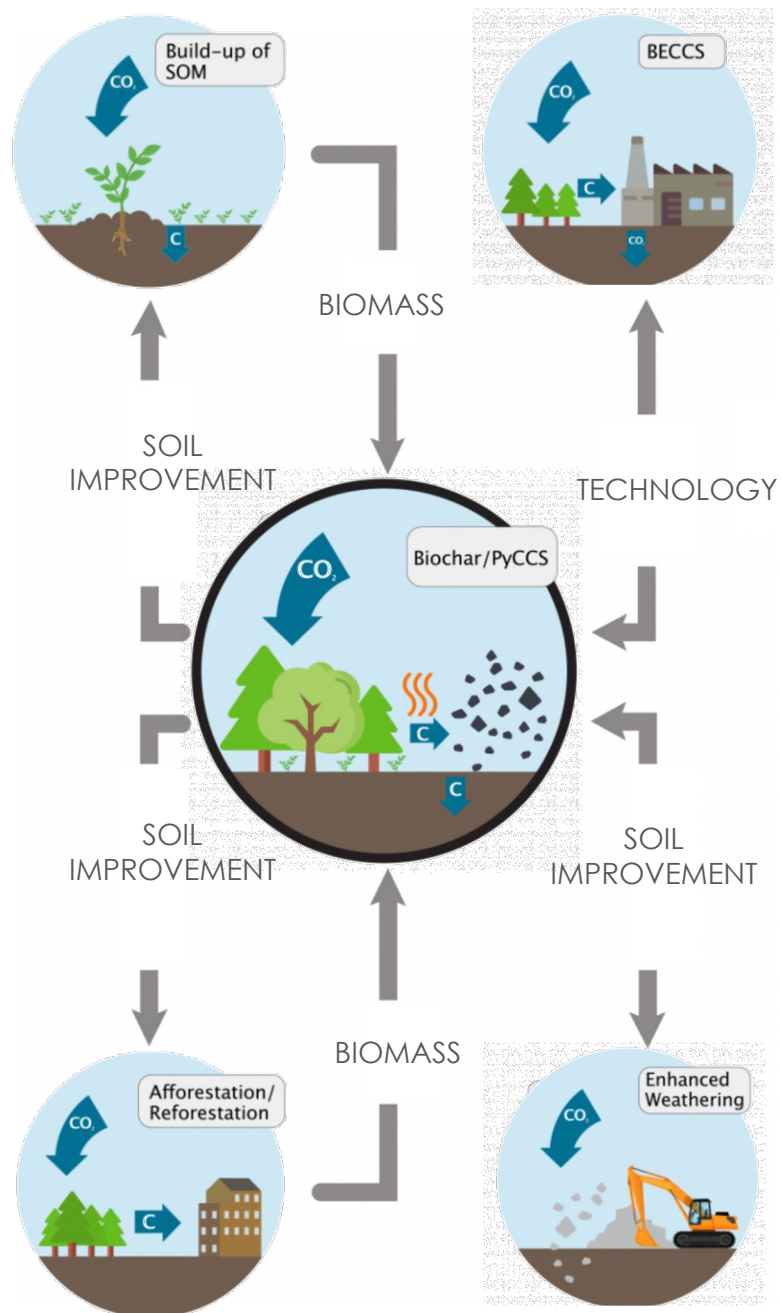 Build-up of
SOM
CO₂
C
BECCS
CO₂
C
CO₂
BIOMASS
SOIL
IMPROVEMENT
TECHNOLOGY
Biochar/PyCCS
CO₂
C
C
SOIL
IMPROVEMENT
SOIL
IMPROVEMENT
BIOMASS
Afforestation/
Reforestation
CO₂
C
Enhanced
Weathering
CO₂